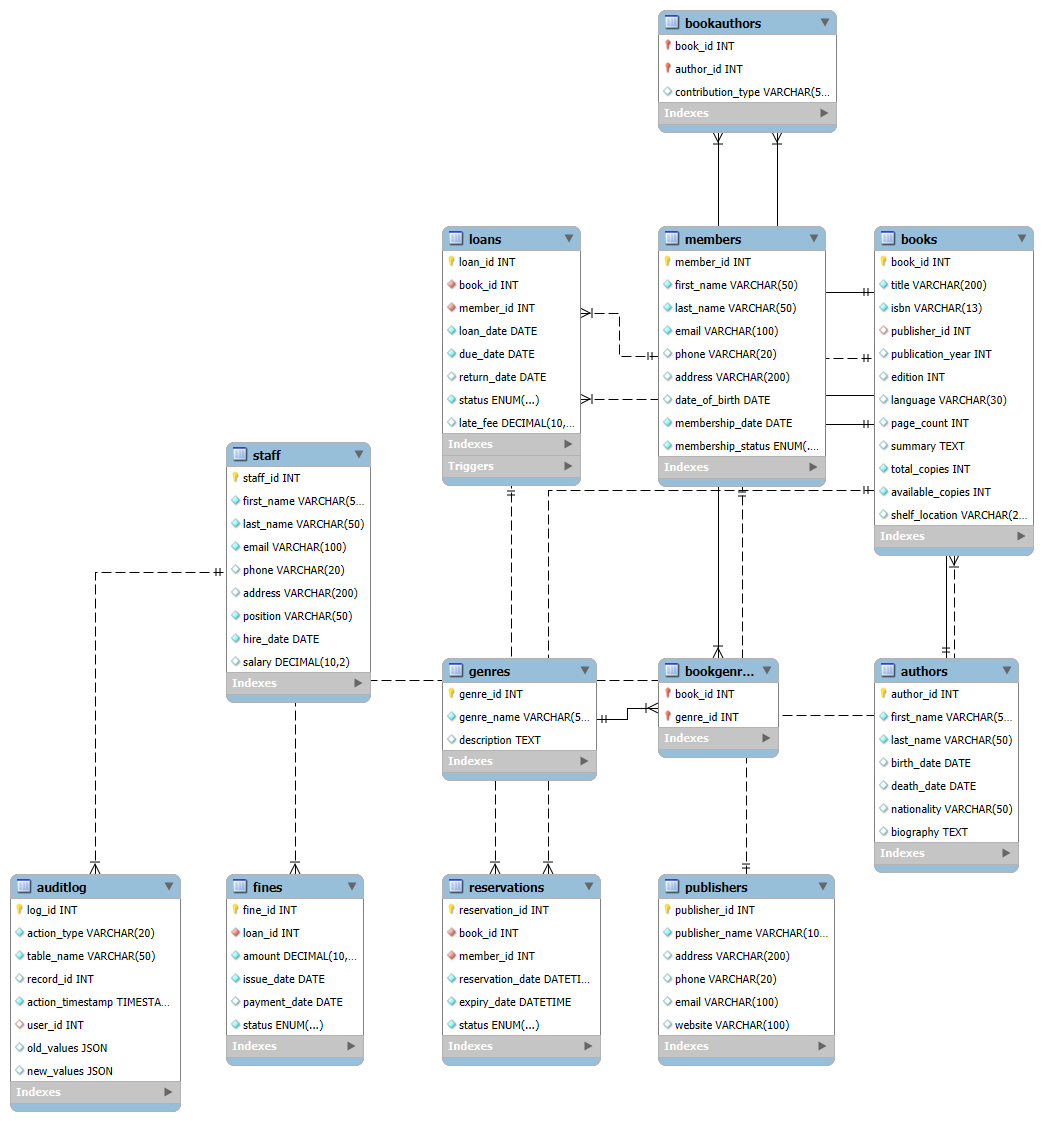 bookauthors
book_id INT
author_id INT
contribution_type VARCHAR(5...
Indexes
loans
loan_id INT
book_id INT
member_id INT
loan_date DATE
due_date DATE
return_date DATE
status ENUM(...)
late_fee DECIMAL(10,...
Indexes
Triggers
members
member_id INT
first_name VARCHAR(50)
last_name VARCHAR(50)
email VARCHAR(100)
phone VARCHAR(20)
address VARCHAR(200)
date_of_birth DATE
membership_date DATE
membership_status ENUM(....
Indexes
books
book_id INT
title VARCHAR(200)
isbn VARCHAR(13)
publisher_id INT
publication_year INT
edition INT
language VARCHAR(30)
page_count INT
summary TEXT
total_copies INT
available_copies INT
shelf_location VARCHAR(2...
Indexes
staff
staff_id INT
first_name VARCHAR(5...
last_name VARCHAR(50)
email VARCHAR(100)
phone VARCHAR(20)
address VARCHAR(200)
position VARCHAR(50)
hire_date DATE
salary DECIMAL(10,2)
Indexes
genres
genre_id INT
genre_name VARCHAR(5...
description TEXT
Indexes
bookgenr...
book_id INT
genre_id INT
Indexes
authors
author_id INT
first_name VARCHAR(5...
last_name VARCHAR(50)
birth_date DATE
death_date DATE
nationality VARCHAR(50)
biography TEXT
Indexes
auditlog
log_id INT
action_type VARCHAR(20)
table_name VARCHAR(50)
record_id INT
action_timestamp TIMESTA...
user_id INT
old_values JSON
new_values JSON
Indexes
fines
fine_id INT
loan_id INT
amount DECIMAL(10,...
issue_date DATE
payment_date DATE
status ENUM(...)
Indexes
reservations
reservation_id INT
book_id INT
member_id INT
reservation_date DATETI...
expiry_date DATETIME
status ENUM(...)
Indexes
publishers
publisher_id INT
publisher_name VARCHAR(10...
address VARCHAR(200)
phone VARCHAR(20)
email VARCHAR(100)
website VARCHAR(100)
Indexes